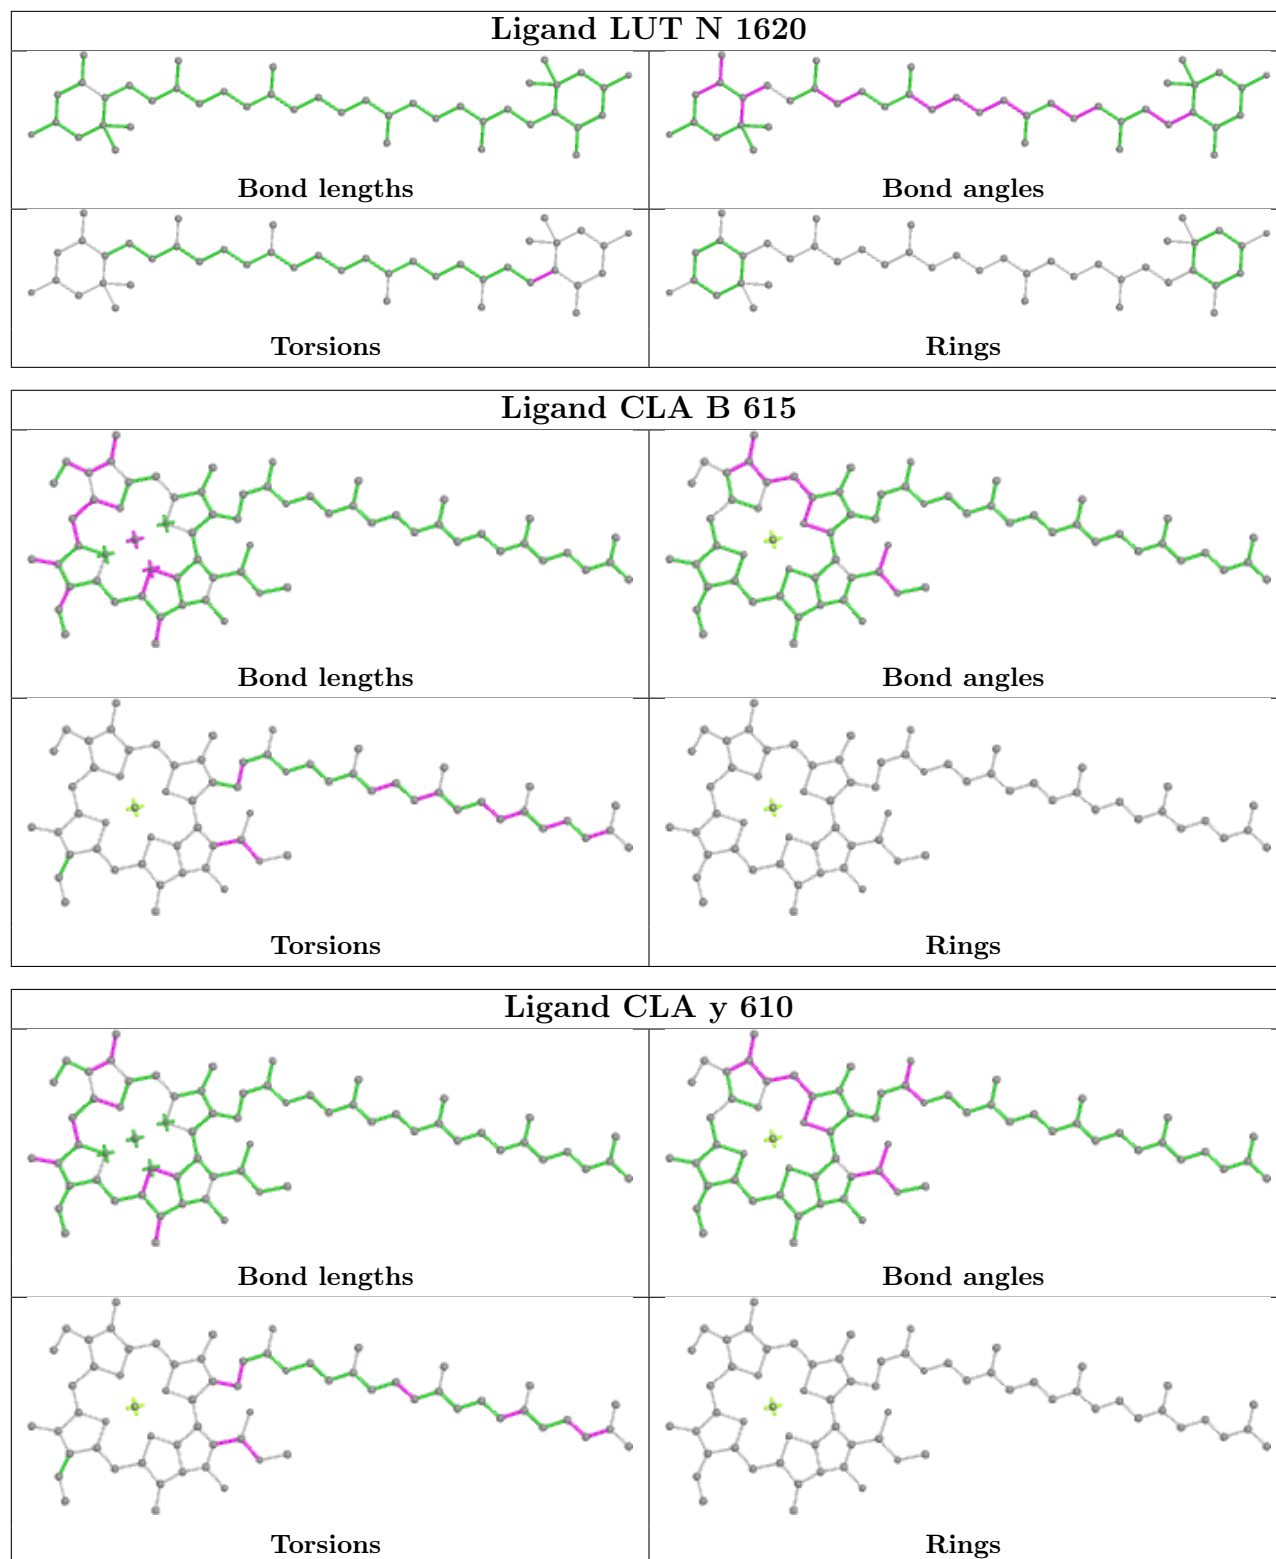 Ligand LUT N 1620
Bond lengths
Bond angles
Torsions
Rings
Ligand CLA B 615
Bond lengths
Bond angles
Torsions
Rings
Ligand CLA y 610
Bond lengths
Bond angles
Torsions
Rings